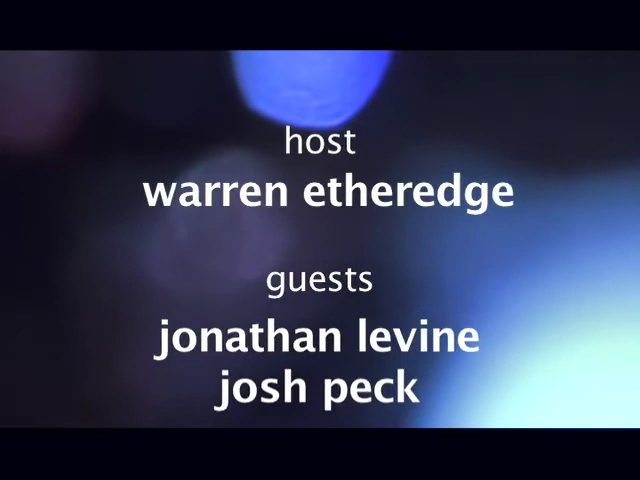 host
warren etheredge
guests
jonathan levine
josh peck